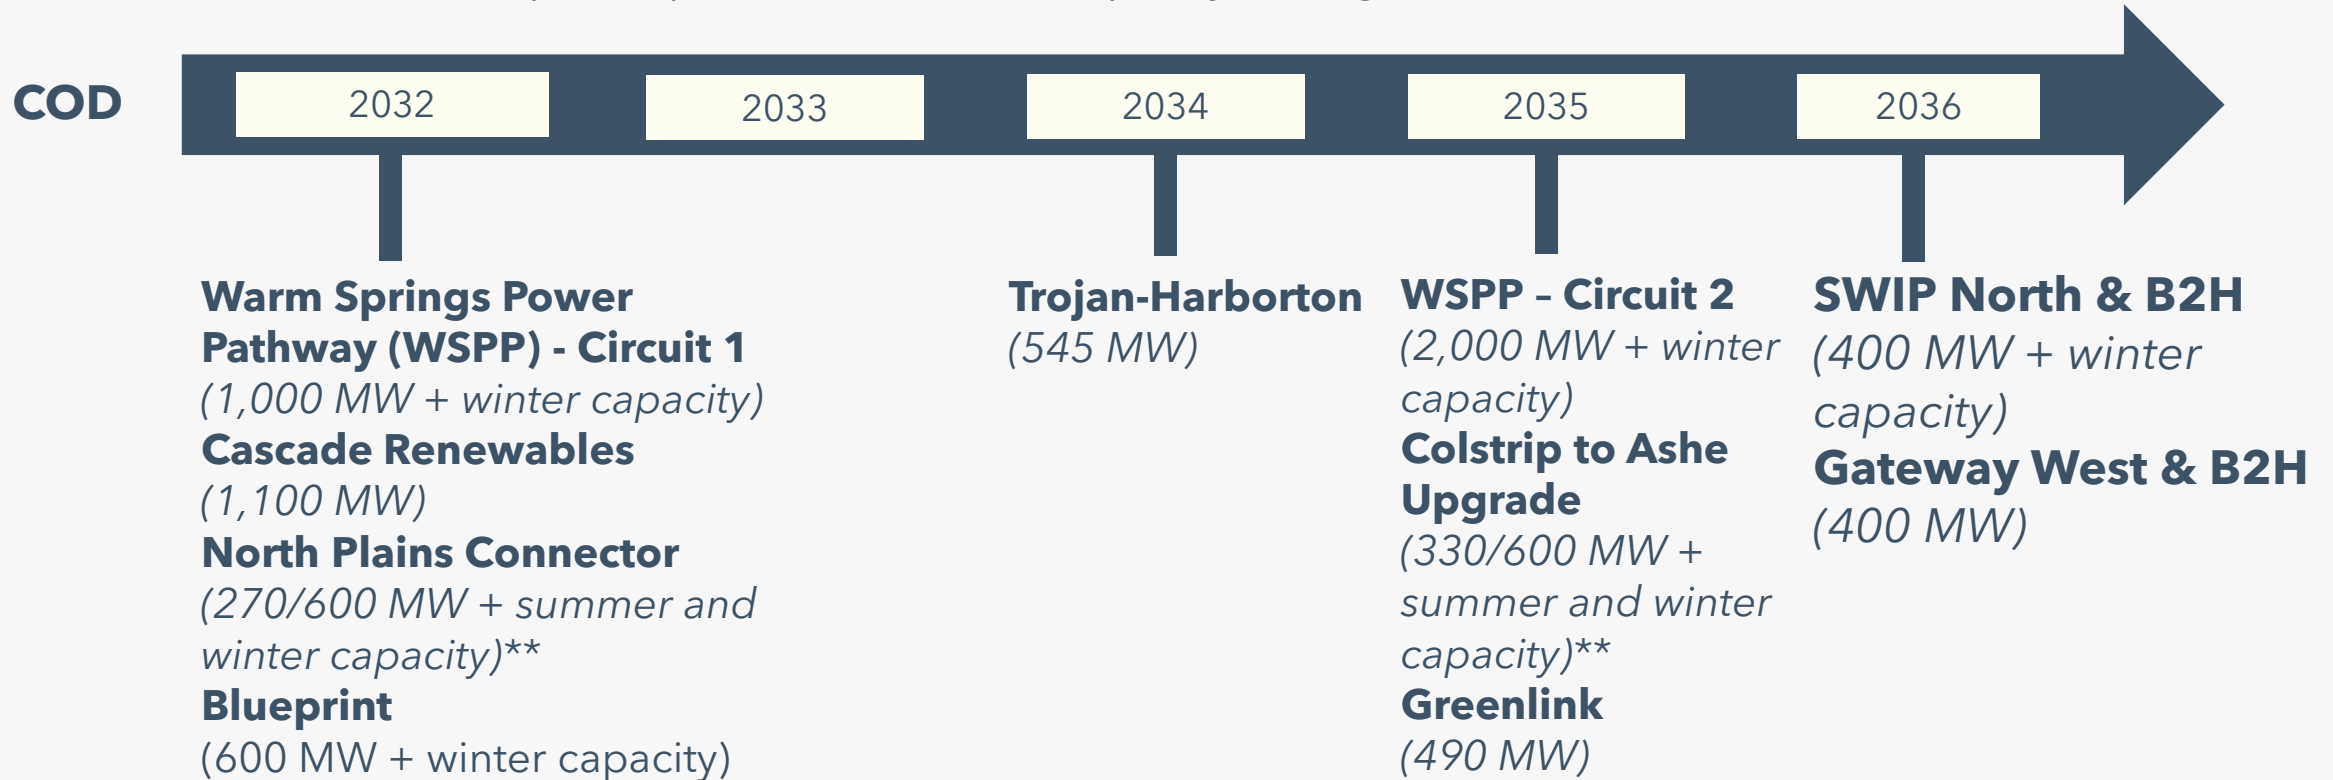 COD
2032
2033
2034
2035
2036
Warm Springs Power
Pathway (WSPP) - Circuit 1
(1,000 MW + winter capacity)
Cascade Renewables
(1,100 MW)
North Plains Connector
(270/600 MW + summer and
winter capacity)**
Blueprint
(600 MW + winter capacity)
Trojan-Harborton
(545 MW)
WSPP – Circuit 2
(2,000 MW + winter
capacity)
Colstrip to Ashe
Upgrade
(330/600 MW +
summer and winter
capacity)**
Greenlink
(490 MW)
SWIP North & B2H
(400 MW + winter
capacity)
Gateway West & B2H
(400 MW)